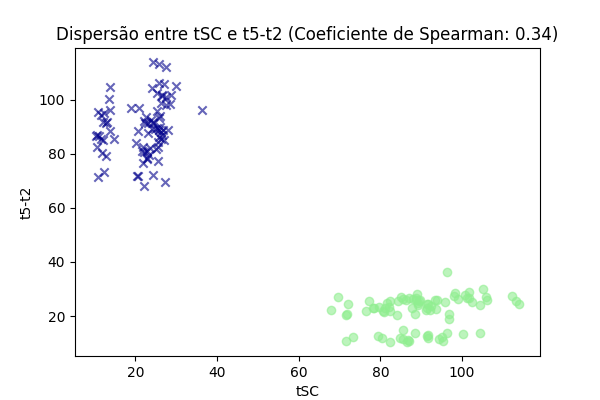 Dispersão entre tSC e t5-t2 (Coeficiente de Spearman: 0.34)
100
80
60
40
20
t5-t2
20 40 60 80 100
tSC